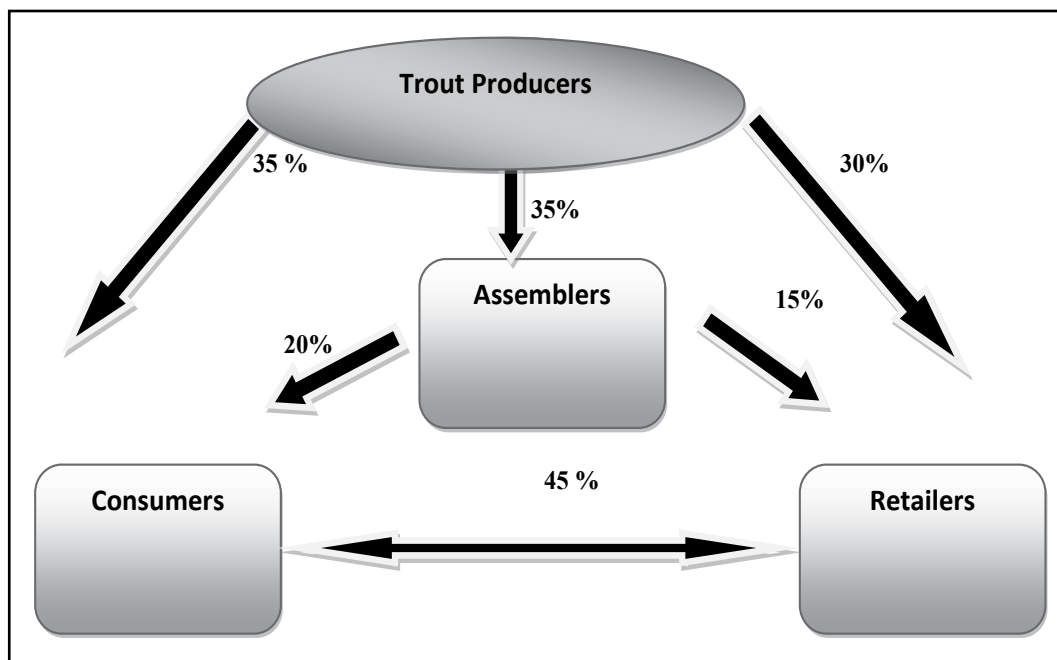 Trout Producers
35 %
30%
35%
Assemblers
15%
20%
45 %
Consumers
Retailers